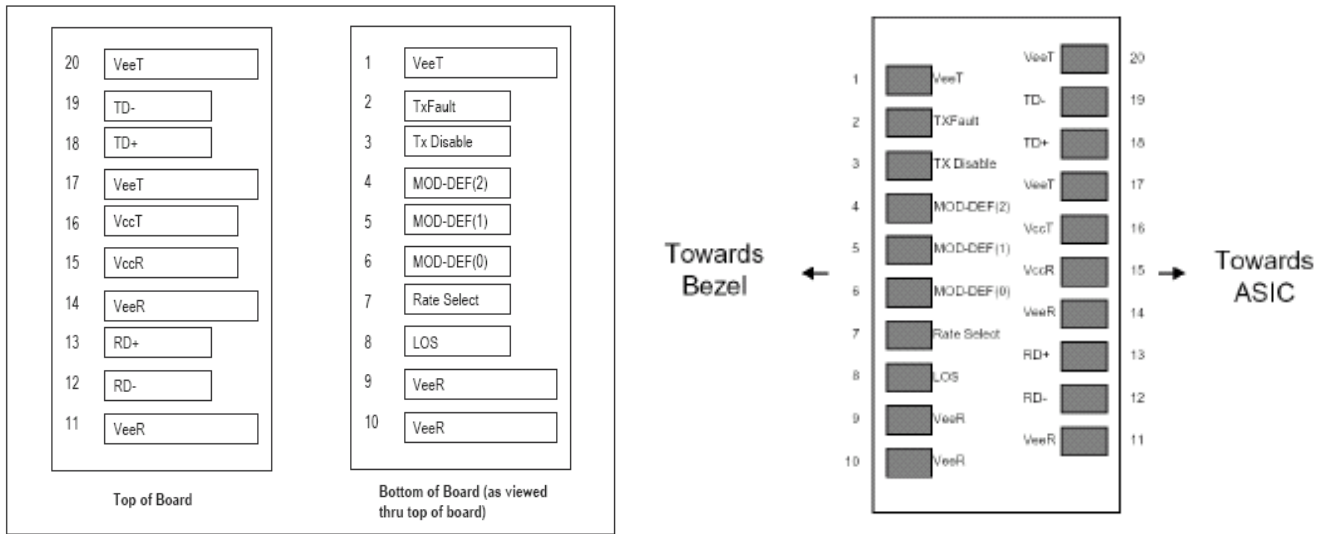 20 VeeT
19 TD-
18 TD+
17 VeeT
16 VccT
15 VccR
14 VeeR
13 RD+
12 RD-
11 VeeR
Top of Board
1 VeeT
2 TxFault
3 Tx Disable
4 MOD-DEF(2)
5 MOD-DEF(1)
6 MOD-DEF(0)
7 Rate Select
8 LOS
9 VeeR
10 VeeR
Bottom of Board (as viewed
thru top of board)
Towards
Bezel
1 VeeT
2 TXFault
3 TX Disable
4 MOD-DEF(2)
5 MOD-DEF(1)
6 MOD-DEF(0)
7 Rate Select
8 LOS
9 VeeR
10 VeeR
VeeT 20
TD- 19
TD+ 18
VeeT 17
VccT 16
VccR 15
VeeR 14
RD+ 13
RD- 12
VeeR 11
Towards
ASIC